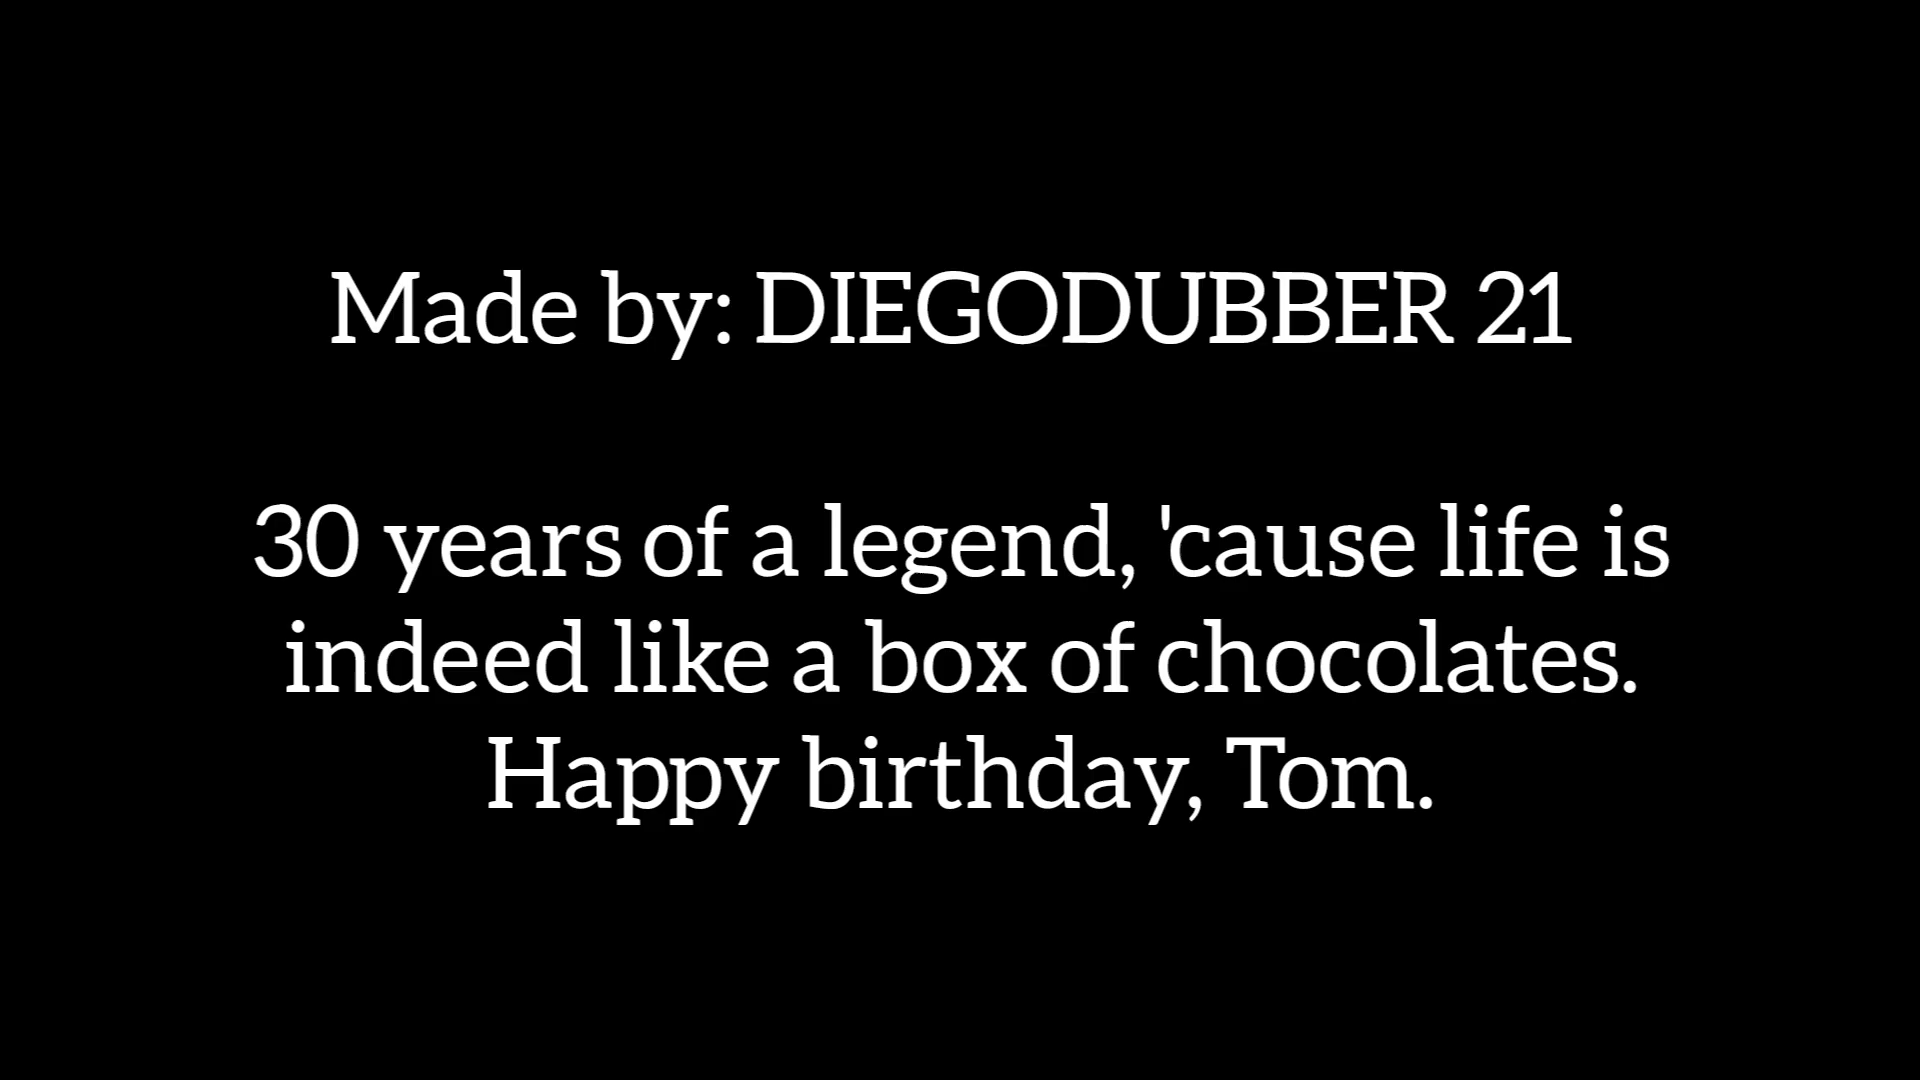 Made by: DIEGODUBBER 21
30 years of a legend, 'cause life is
indeed like a box of chocolates.
Happy birthday, Tom.